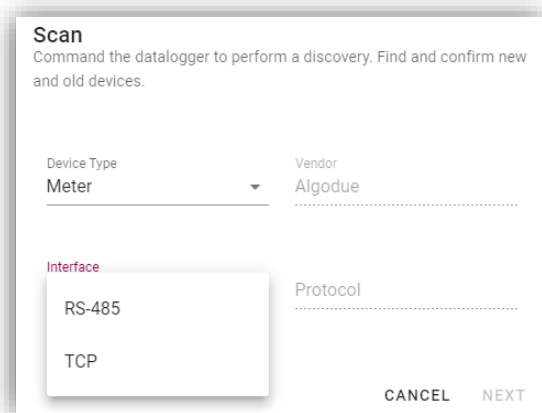 Scan
Command the datalogger to perform a discovery. Find and confirm new
and old devices.
Device Type
Meter
Vendor
Algodue
Interface
RS-485
TCP
Protocol
CANCEL NEXT